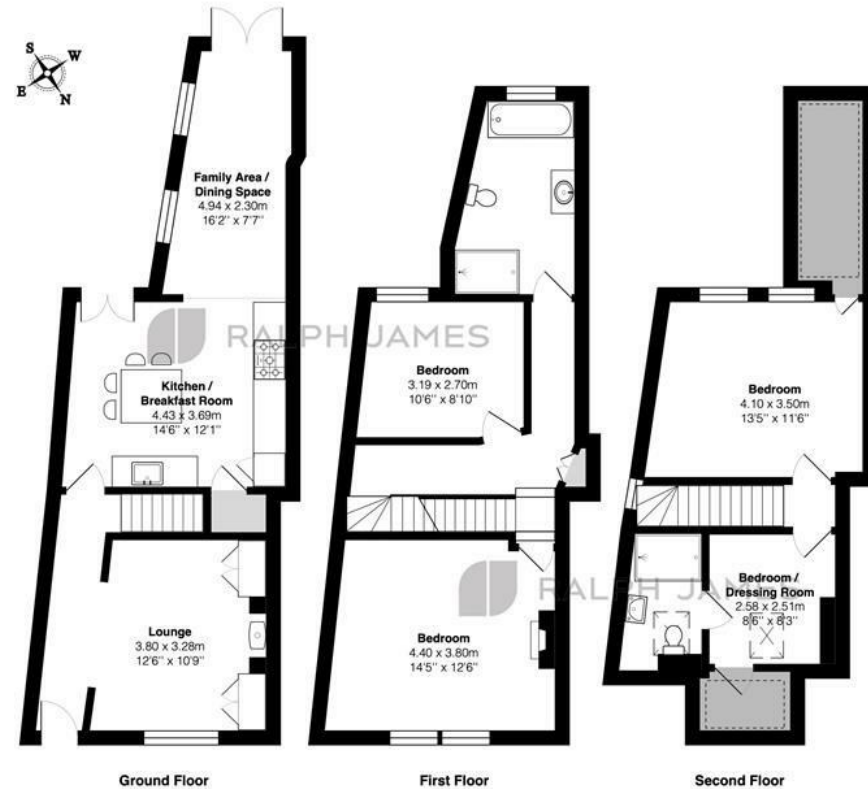 S
W
E
N
Family Area /
Dining Space
4.94 x 2.30m
16'2'' x 7'7''
RALPH JAMES
Kitchen /
Breakfast Room
4.43 x 3.69m
14'6'' x 12'1''
Lounge
3.80 x 3.28m
12'6'' x 10'9''
Ground Floor
Bedroom
3.19 x 2.70m
10'6'' x 8'10''
Bedroom
4.40 x 3.80m
14'5'' x 12'6''
First Floor
Bedroom
4.10 x 3.50m
13'5'' x 11'6''
RALPH JAMES
Bedroom /
Dressing Room
2.58 x 2.51m
8'6'' x 8'3''
Second Floor